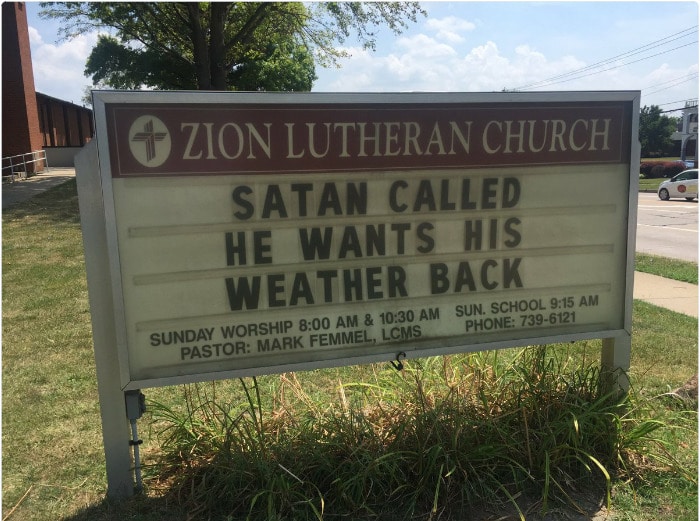 ZION LUTHERAN CHURCH
SATAN CALLED
HE WANTS HIS
WEATHER BACK
SUNDAY WORSHIP 8:00 AM & 10:30 AM SUN. SCHOOL 9:15 AM
PASTOR: MARK FEMMEL, LCMS PHONE: 739-6121